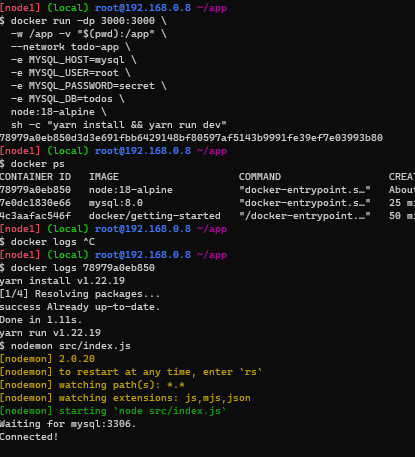 [node1] (local) root@192.168.0.8 ~/app
$ docker run -dp 3000:3000 \
  -w /app -v "$(pwd):/app" \
  --network todo-app \
  -e MYSQL_HOST=mysql \
  -e MYSQL_USER=root \
  -e MYSQL_PASSWORD=secret \
  -e MYSQL_DB=todos \
  node:18-alpine \
  sh -c "yarn install && yarn run dev"
78979a0eb850d3d3e691fbb6429148bf80597af5143b9991fe39ef7e03993b80
[node1] (local) root@192.168.0.8 ~/app
$ docker ps
CONTAINER ID   IMAGE                    COMMAND                  CREAT
78979a0eb850   node:18-alpine           "docker-entrypoint.s…"   Abou
7e0dc1830e66   mysql:8.0                "docker-entrypoint.s…"   25 mi
4c3aafac546f   docker/getting-started   "/docker-entrypoint.…"   50 mi
[node1] (local) root@192.168.0.8 ~/app
$ docker logs ^C
[node1] (local) root@192.168.0.8 ~/app
$ docker logs 78979a0eb850
yarn install v1.22.19
[1/4] Resolving packages...
success Already up-to-date.
Done in 1.11s.
yarn run v1.22.19
$ nodemon src/index.js
[nodemon] 2.0.20
[nodemon] to restart at any time, enter `rs`
[nodemon] watching path(s): *.*
[nodemon] watching extensions: js,mjs,json
[nodemon] starting `node src/index.js`
Waiting for mysql:3306.
Connected!